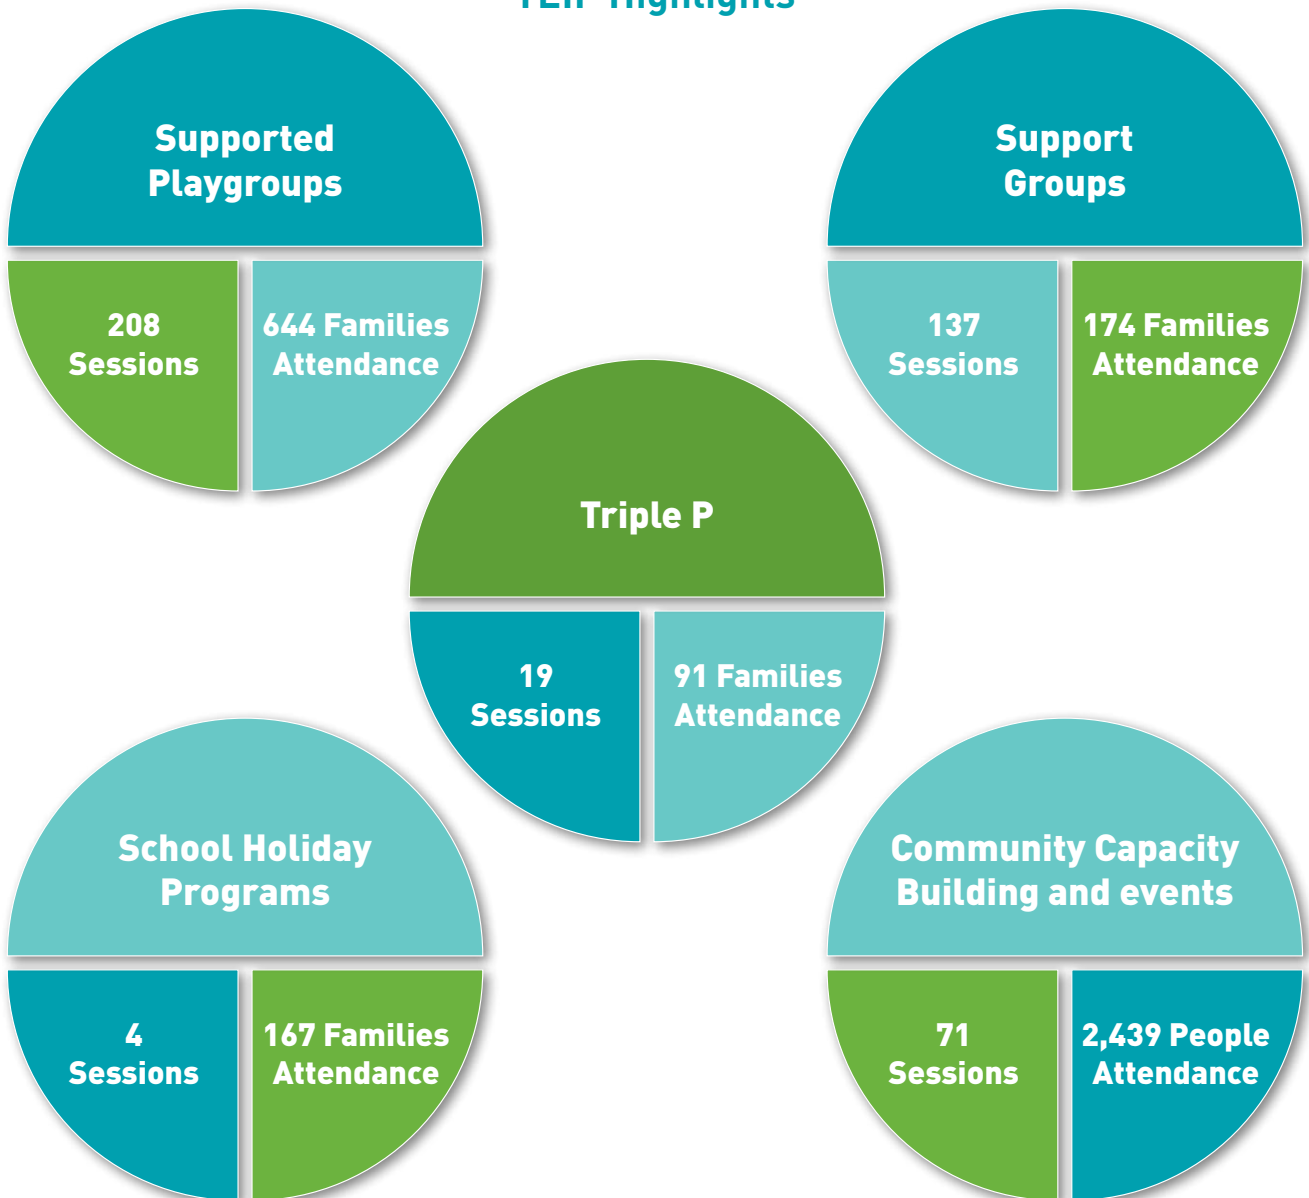 Highlights
Supported
Playgroups
208
Sessions
644 Families
Attendance
Support
Groups
137
Sessions
174 Families
Attendance
Triple P
19
Sessions
91 Families
Attendance
School Holiday
Programs
4
Sessions
167 Families
Attendance
Community Capacity
Building and events
71
Sessions
2,439 People
Attendance